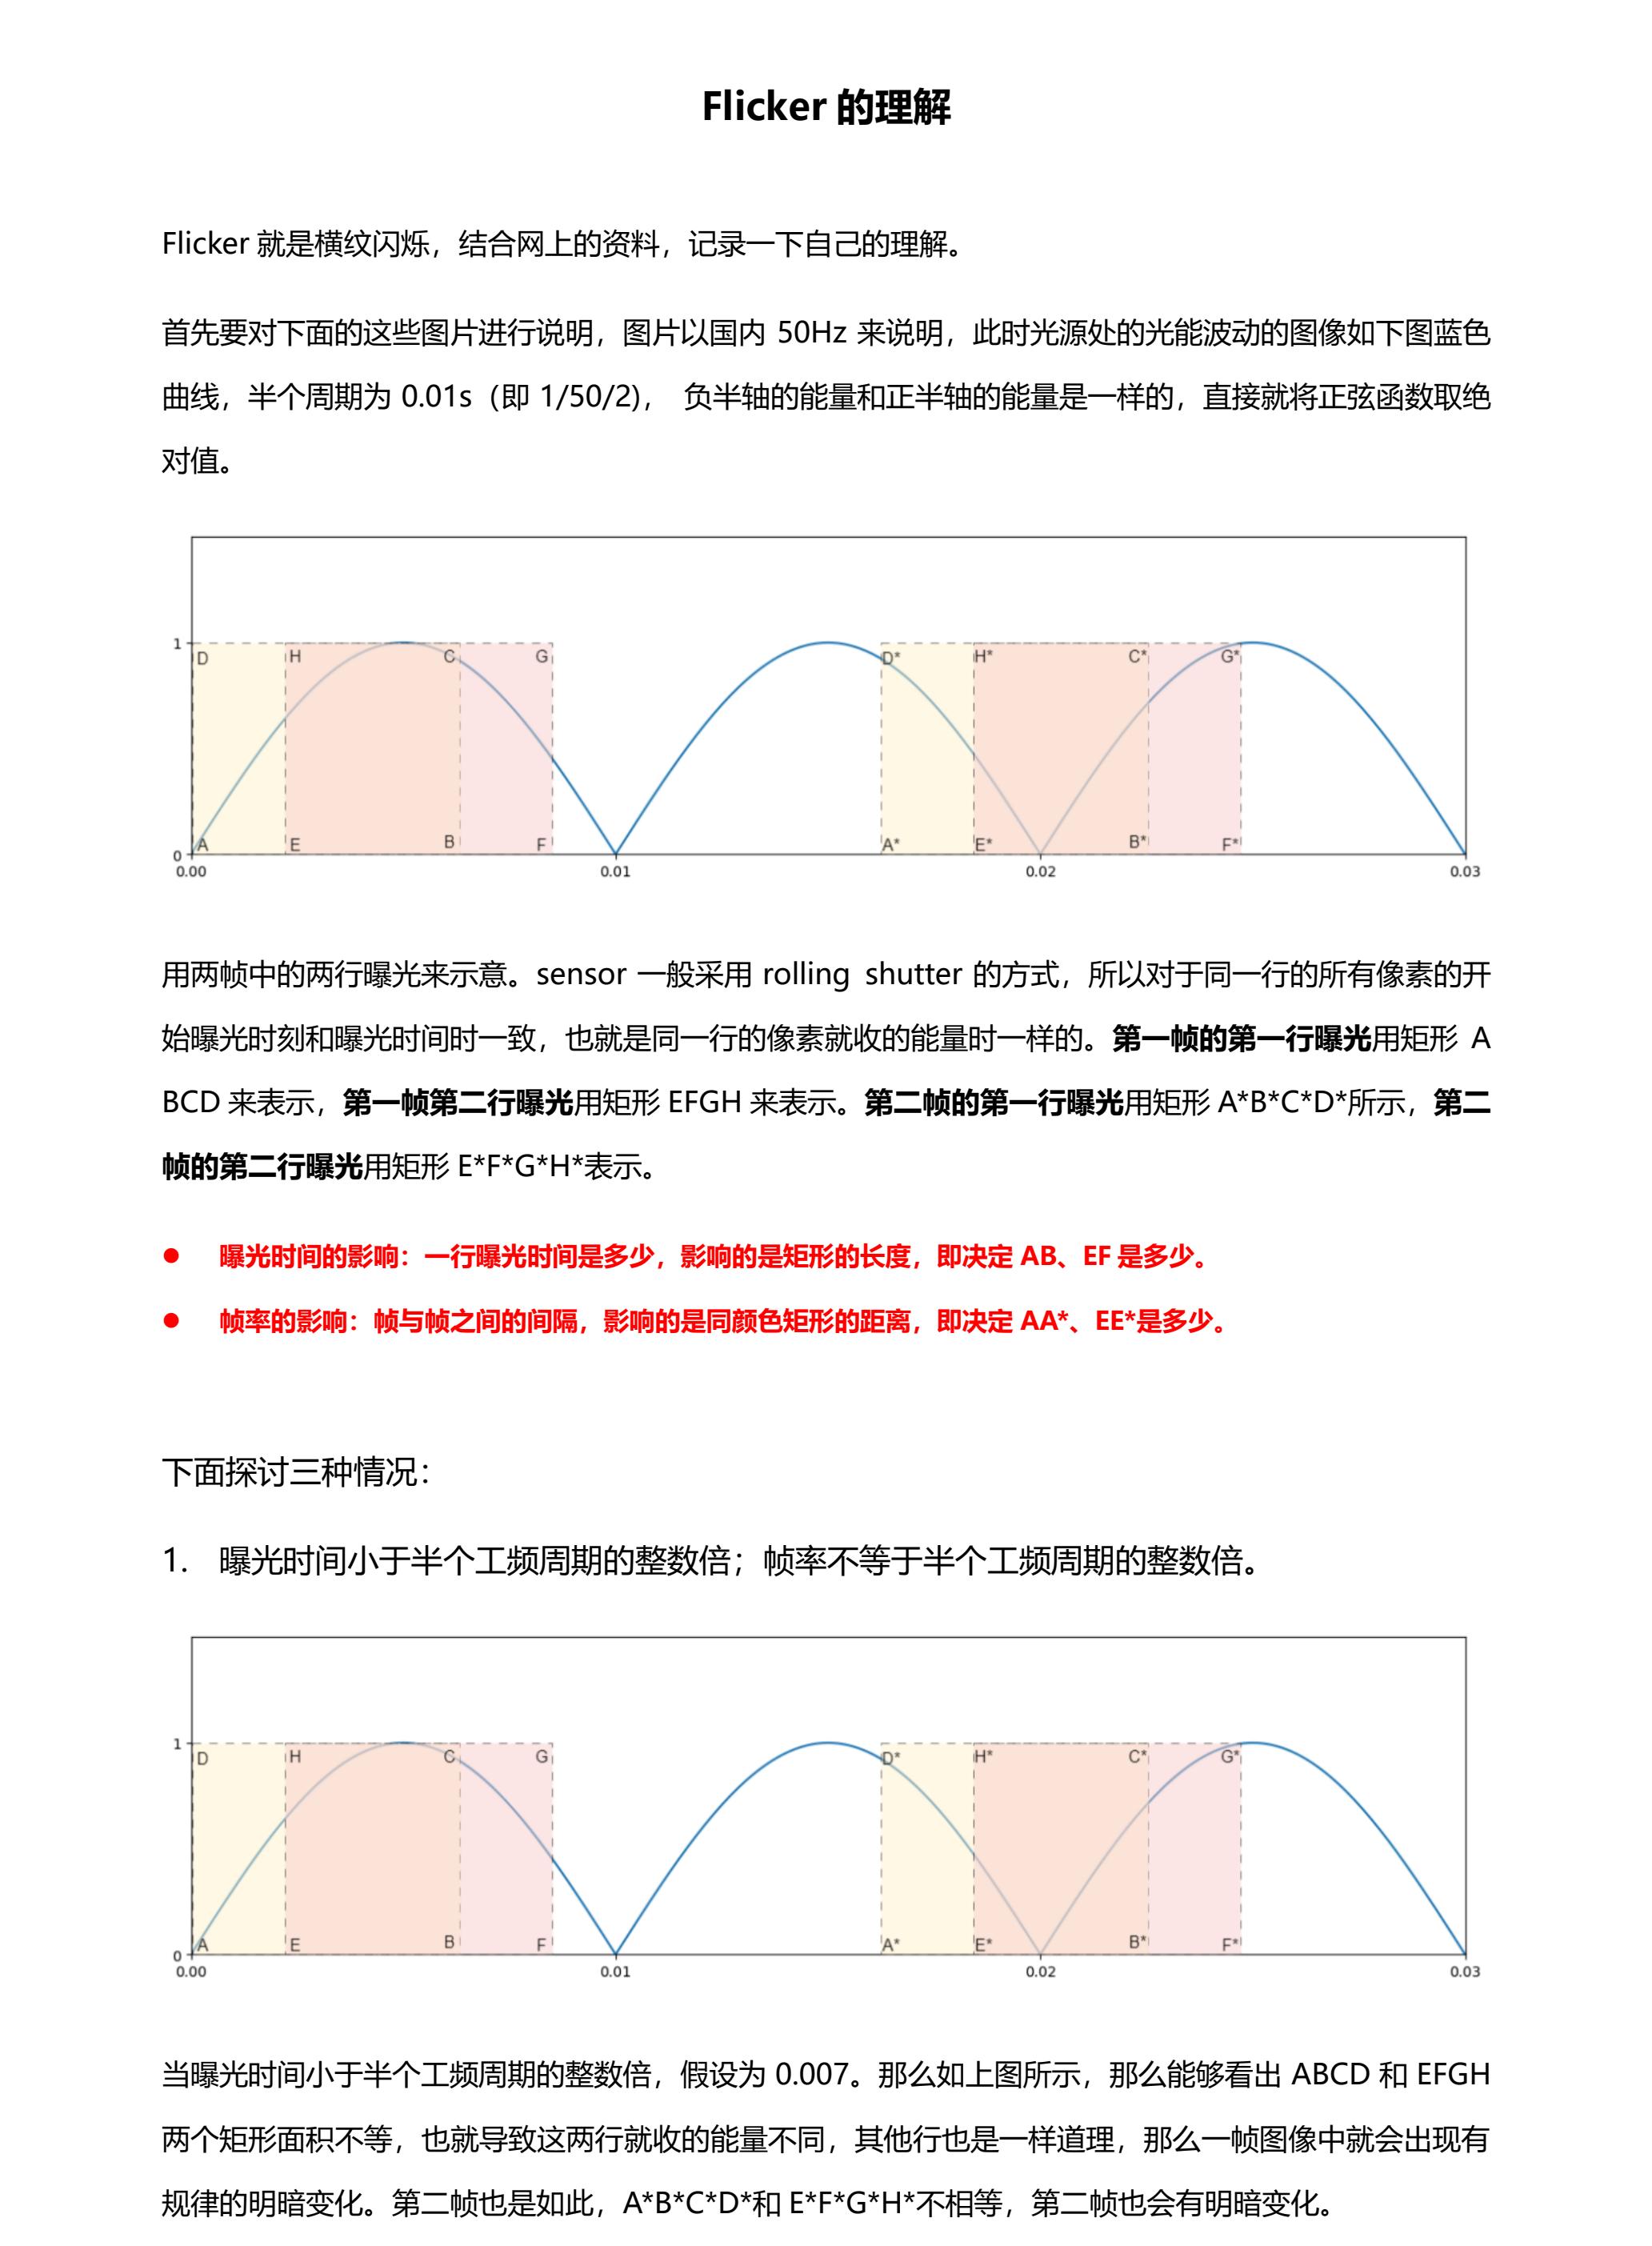 Flicker 的理解
Flicker 就是横纹闪烁，结合网上的资料，记录一下自己的理解。
首先要对下面的这些图片进行说明，图片以国内 50Hz 来说明，此时光源处的光能波动的图像如下图蓝色
曲线，半个周期为 0.01s（即 1/50/2）， 负半轴的能量和正半轴的能量是一样的，直接就将正弦函数取绝
对值。
1
D H C G D* H* C* G*
A E B F A* E* B* F*
0
0.00 0.01 0.02 0.03
用两帧中的两行曝光来示意。sensor 一般采用 rolling shutter 的方式，所以对于同一行的所有像素的开
始曝光时刻和曝光时间时一致，也就是同一行的像素就收的能量时一样的。第一帧的第一行曝光用矩形 A
BCD 来表示，第一帧第二行曝光用矩形 EFGH 来表示。第二帧的第一行曝光用矩形 A*B*C*D*所示，第二
帧的第二行曝光用矩形 E*F*G*H*表示。
● 曝光时间的影响：一行曝光时间是多少，影响的是矩形的长度，即决定 AB、EF 是多少。
● 帧率的影响：帧与帧之间的间隔，影响的是同颜色矩形的距离，即决定 AA*、EE*是多少。
下面探讨三种情况：
1. 曝光时间小于半个工频周期的整数倍；帧率不等于半个工频周期的整数倍。
1
D H C G D* H* C* G*
A E B F A* E* B* F*
0
0.00 0.01 0.02 0.03
当曝光时间小于半个工频周期的整数倍，假设为 0.007。那么如上图所示，那么能够看出 ABCD 和 EFGH
两个矩形面积不等，也就导致这两行就收的能量不同，其他行也是一样道理，那么一帧图像中就会出现有
规律的明暗变化。第二帧也是如此，A*B*C*D*和 E*F*G*H*不相等，第二帧也会有明暗变化。